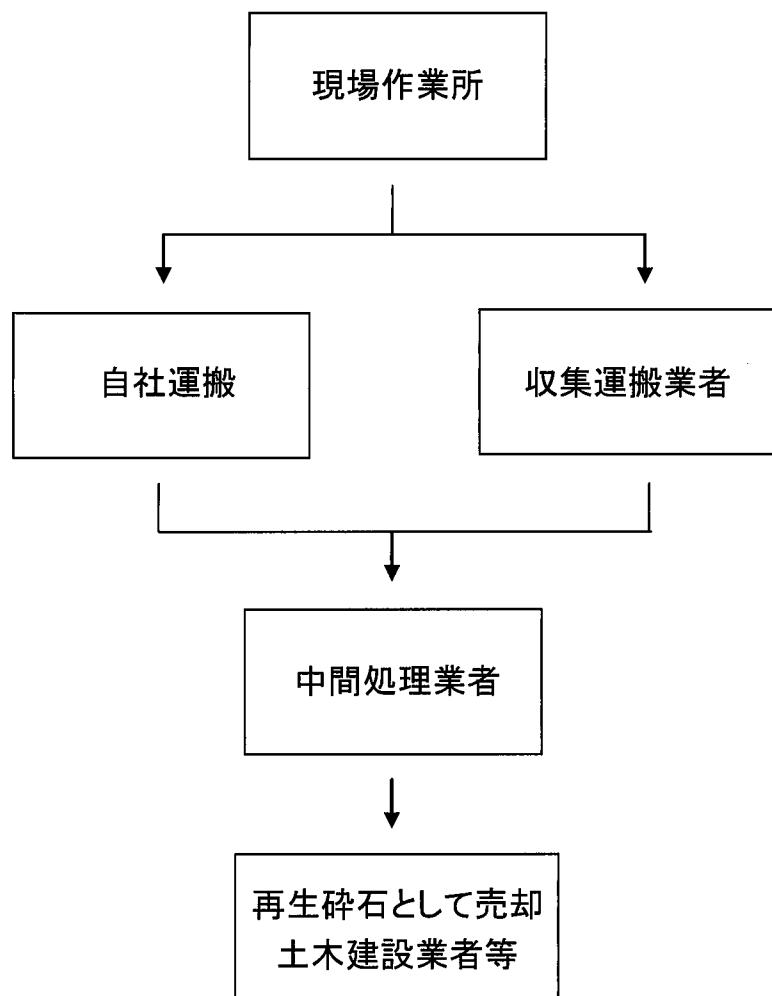 現場作業所
自社運搬
収集運搬業者
中間処理業者
再生砕石として売却
土木建設業者等